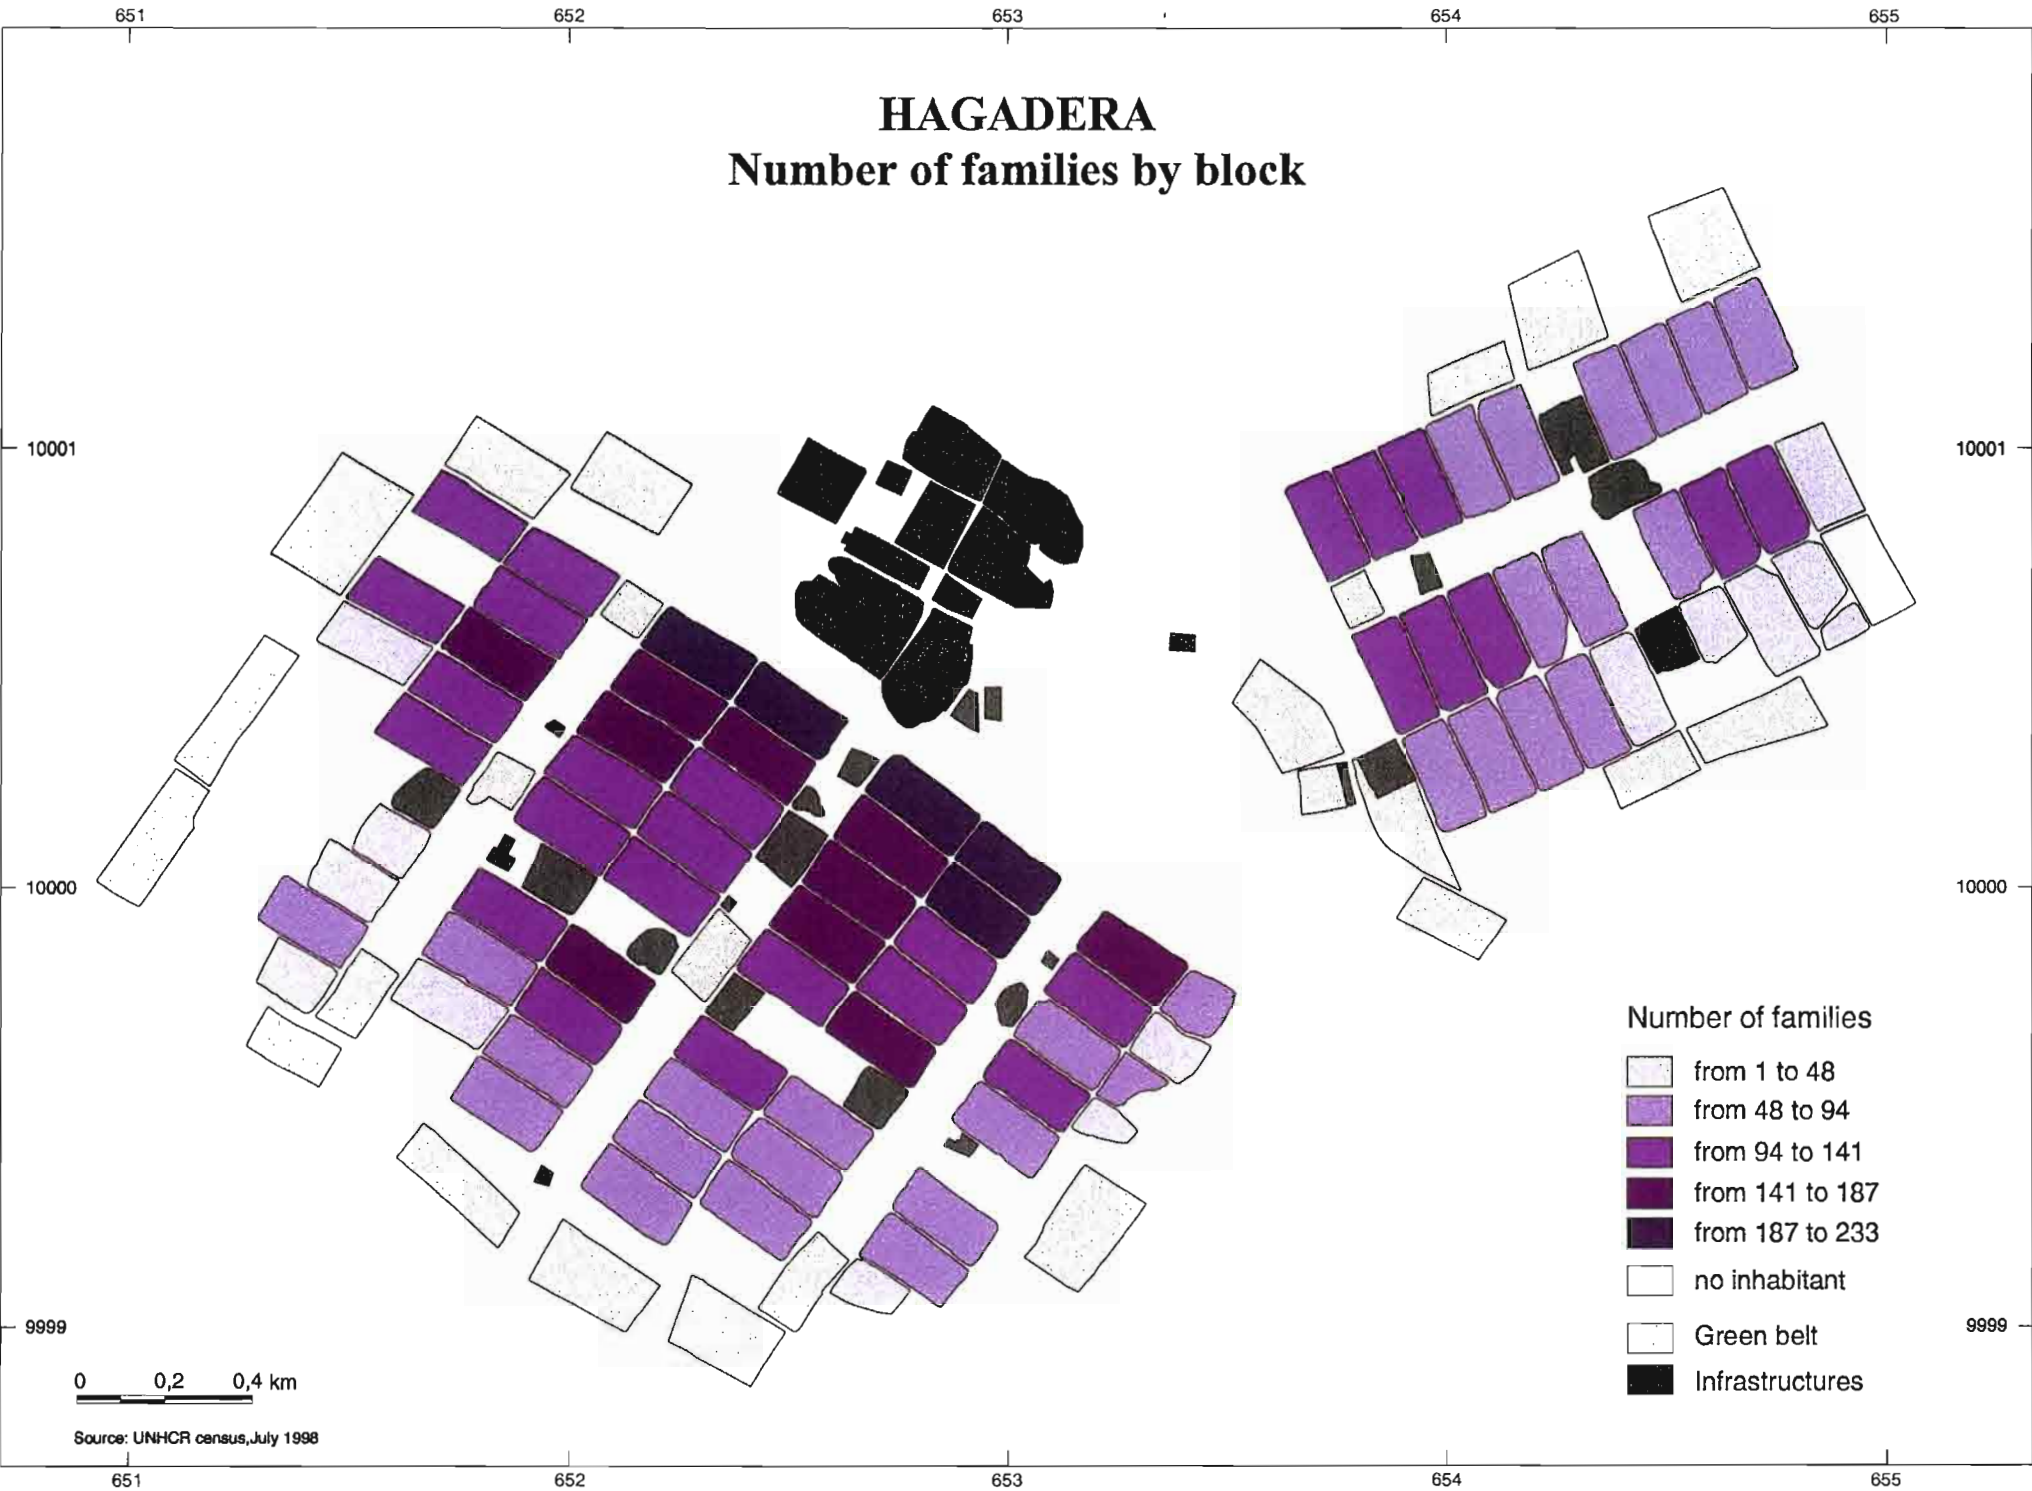 651 652 653 654 655
HAGADERA
Number of families by block
10001 10001
10000 10000
Number of families
from 1 to 48
from 48 to 94
from 94 to 141
from 141 to 187
from 187 to 233
no inhabitant
Green belt
Infrastructures
9999 9999
0 0,2 0,4 km
Source: UNHCR census,July 1998
651 652 653 654 655